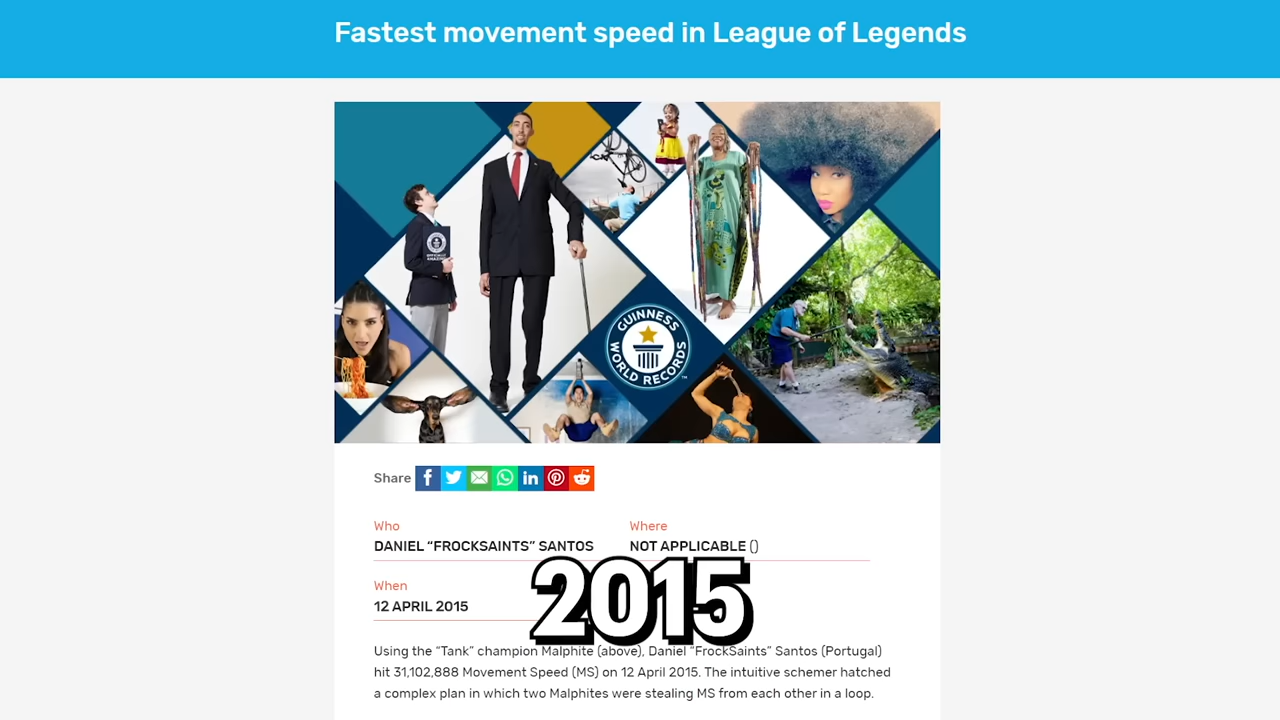 Fastest movement speed in League of Legends
OFFICIALLY
AMAZING
GUINNESS
WORLD RECORDS
Share
Who
Where
DANIEL “FROCKSAINTS” SANTOS
NOT APPLICABLE ()
When
12 APRIL 2015
2015
Using the “Tank” champion Malphite (above), Daniel “FrockSaints” Santos (Portugal)
hit 31,102,888 Movement Speed (MS) on 12 April 2015. The intuitive schemer hatched
a complex plan in which two Malphites were stealing MS from each other in a loop.